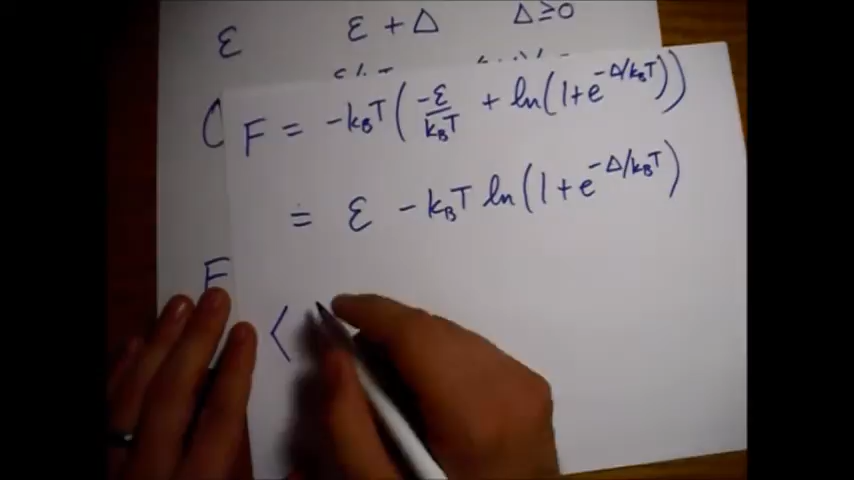 ε ε + Δ Δ ≥ 0
F = -k_BT ( -ε/k_BT + ln(1+e^{-Δ/k_BT}) )
= ε - k_BT ln(1+e^{-Δ/k_BT})
F
⟨